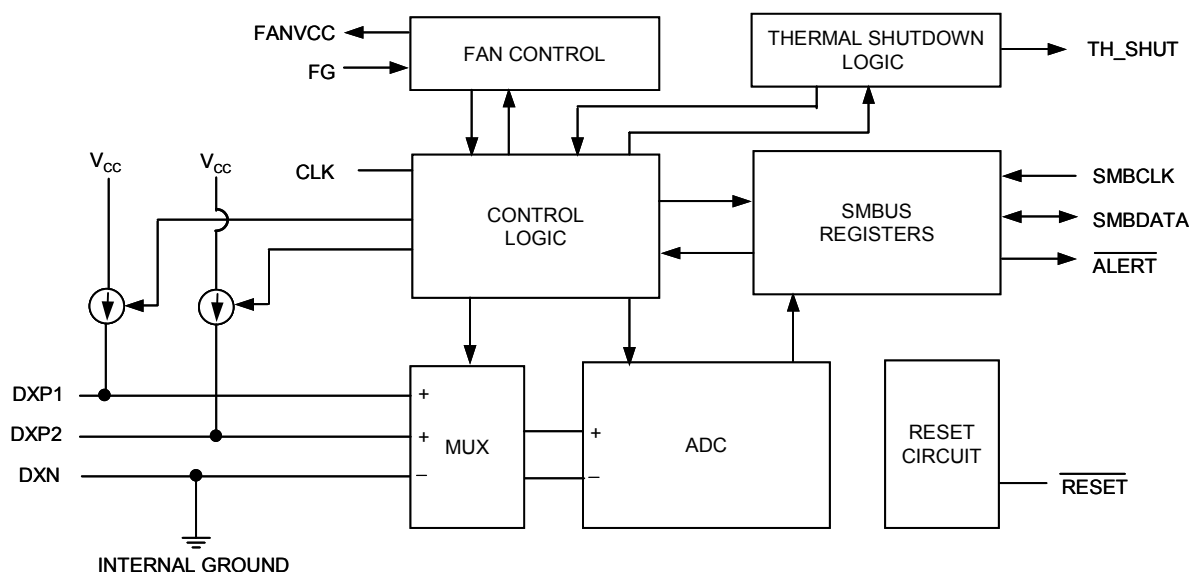 FANVCC
FG
FAN CONTROL
THERMAL SHUTDOWN
LOGIC
TH_SHUT
VCC
VCC
CLK
CONTROL
LOGIC
SMBUS
REGISTERS
SMBCLK
SMBDATA
ALERT
DXP1
DXP2
DXN
+
+
−
MUX
+
−
ADC
RESET
CIRCUIT
RESET
INTERNAL GROUND